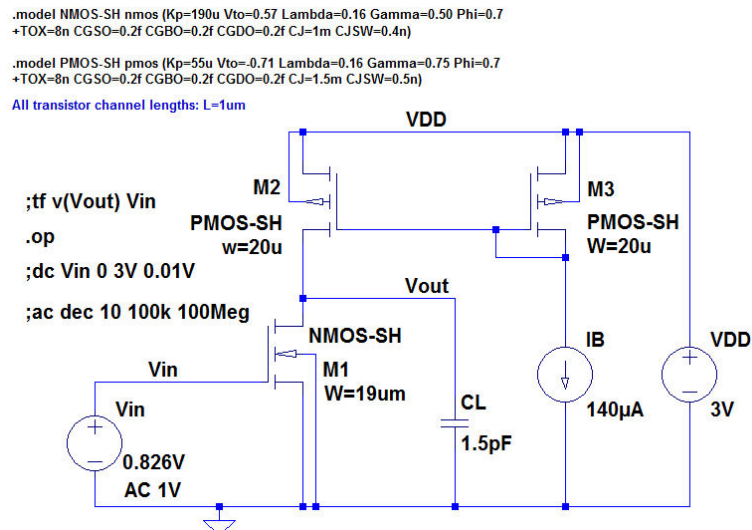 .model NMOS-SH nmos (Kp=190u Vto=0.57 Lambda=0.16 Gamma=0.50 Phi=0.7
+TOX=8n CGSO=0.2f CGBO=0.2f CGDO=0.2f CJ=1m CJSW=0.4n)
.model PMOS-SH pmos (Kp=55u Vto=-0.71 Lambda=0.16 Gamma=0.75 Phi=0.7
+TOX=8n CGSO=0.2f CGBO=0.2f CGDO=0.2f CJ=1.5m CJSW=0.5n)
All transistor channel lengths: L=1um
VDD
M2
M3
;tf v(Vout) Vin
PMOS-SH
w=20u
PMOS-SH
W=20u
.op
;dc Vin 0 3V 0.01V
;ac dec 10 100k 100Meg
Vout
NMOS-SH
M1
W=19um
IB
140µA
VDD
3V
Vin
Vin
0.826V
AC 1V
CL
1.5pF